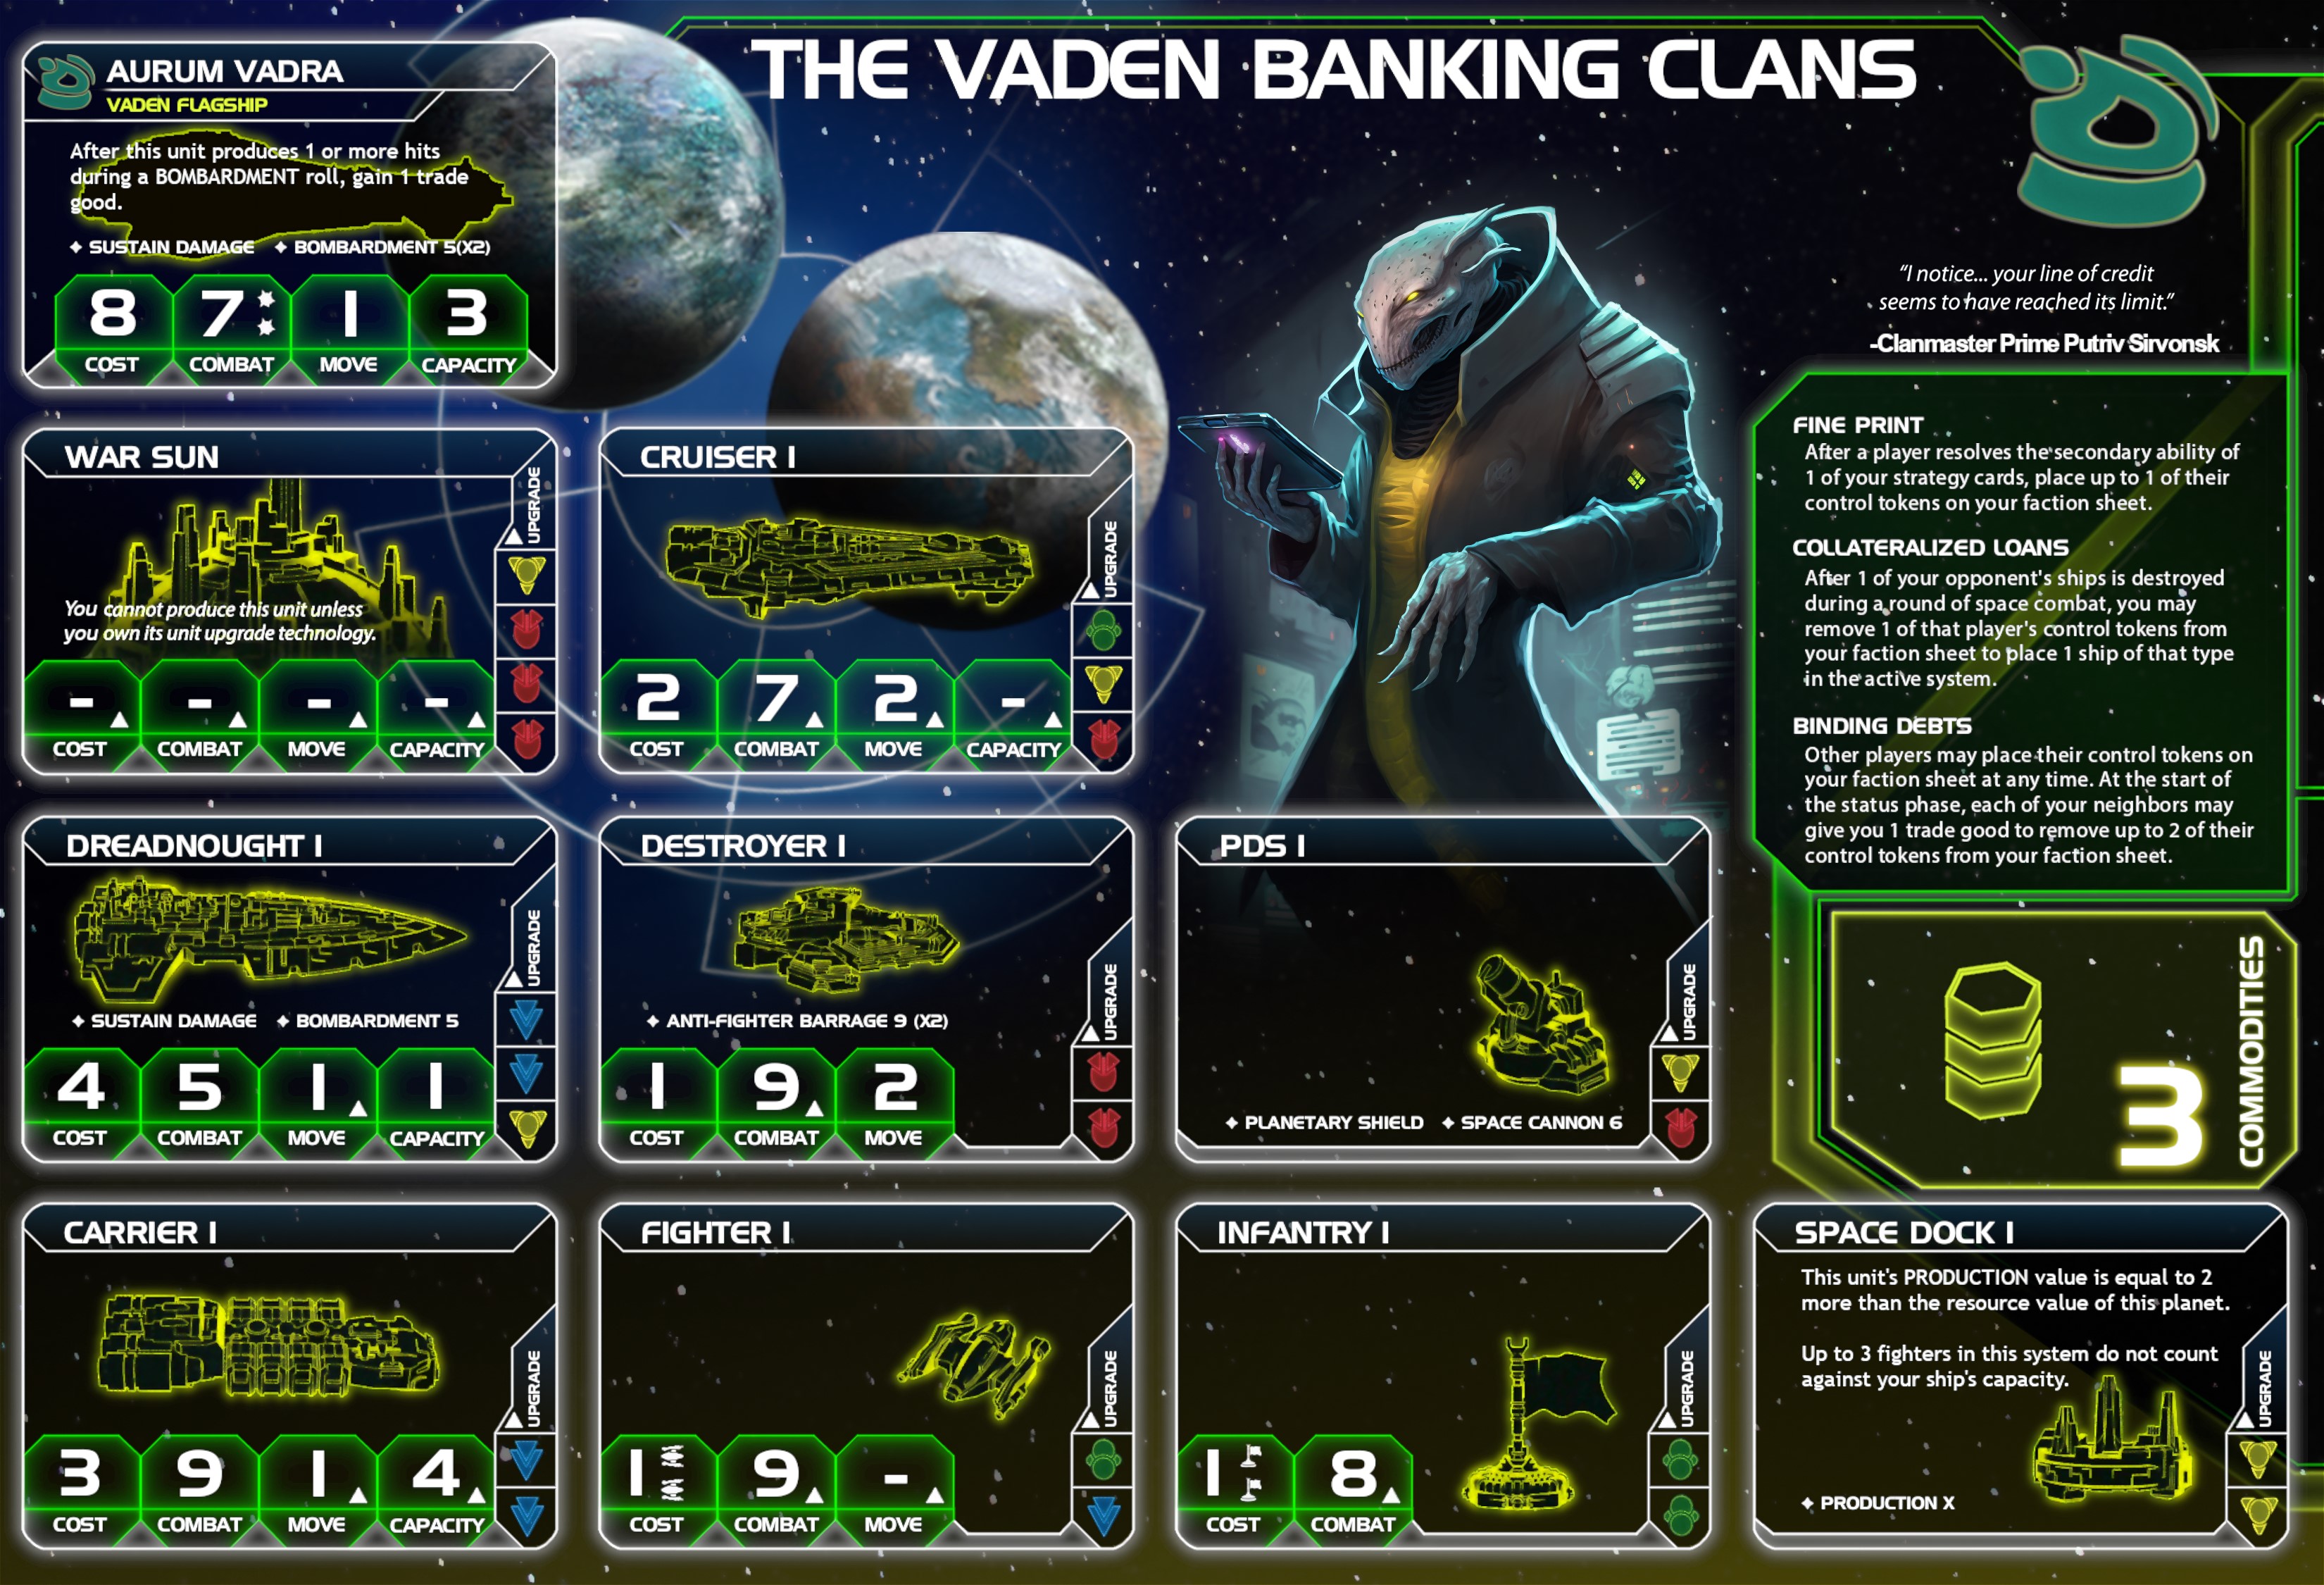 THE VADEN BANKING CLANS
AURUM VADRA
VADEN FLAGSHIP
After this unit produces 1 or more hits
during a BOMBARDMENT roll, gain 1 trade
good.
SUSTAIN DAMAGE BOMBARDMENT 5(X2)
8 7 1 3
COST COMBAT MOVE CAPACITY
"I notice... your line of credit
seems to have reached its limit."
-Clanmaster Prime Putriv Sirvonsk
FINE PRINT
After a player resolves the secondary ability of
1 of your strategy cards, place up to 1 of their
control tokens on your faction sheet.
COLLATERALIZED LOANS
After 1 of your opponent's ships is destroyed
during a round of space combat, you may
remove 1 of that player's control tokens from
your faction sheet to place 1 ship of that type
in the active system.
BINDING DEBTS
Other players may place their control tokens on
your faction sheet at any time. At the start of
the status phase, each of your neighbors may
give you 1 trade good to remove up to 2 of their
control tokens from your faction sheet.
WAR SUN
UPGRADE
You cannot produce this unit unless
you own its unit upgrade technology.
- - - -
COST COMBAT MOVE CAPACITY
CRUISER I
UPGRADE
2 7 2 -
COST COMBAT MOVE CAPACITY
DREADNOUGHT I
UPGRADE
SUSTAIN DAMAGE BOMBARDMENT 5
4 5 1 1
COST COMBAT MOVE CAPACITY
DESTROYER I
UPGRADE
ANTI-FIGHTER BARRAGE 9 (X2)
1 9 2
COST COMBAT MOVE
PDS I
UPGRADE
PLANETARY SHIELD SPACE CANNON 6
3
COMMODITIES
CARRIER I
UPGRADE
3 9 1 4
COST COMBAT MOVE CAPACITY
FIGHTER I
UPGRADE
1 9 -
COST COMBAT MOVE
INFANTRY I
UPGRADE
1 8
COST COMBAT
SPACE DOCK I
This unit's PRODUCTION value is equal to 2
more than the resource value of this planet.
Up to 3 fighters in this system do not count
against your ship's capacity.
UPGRADE
PRODUCTION X